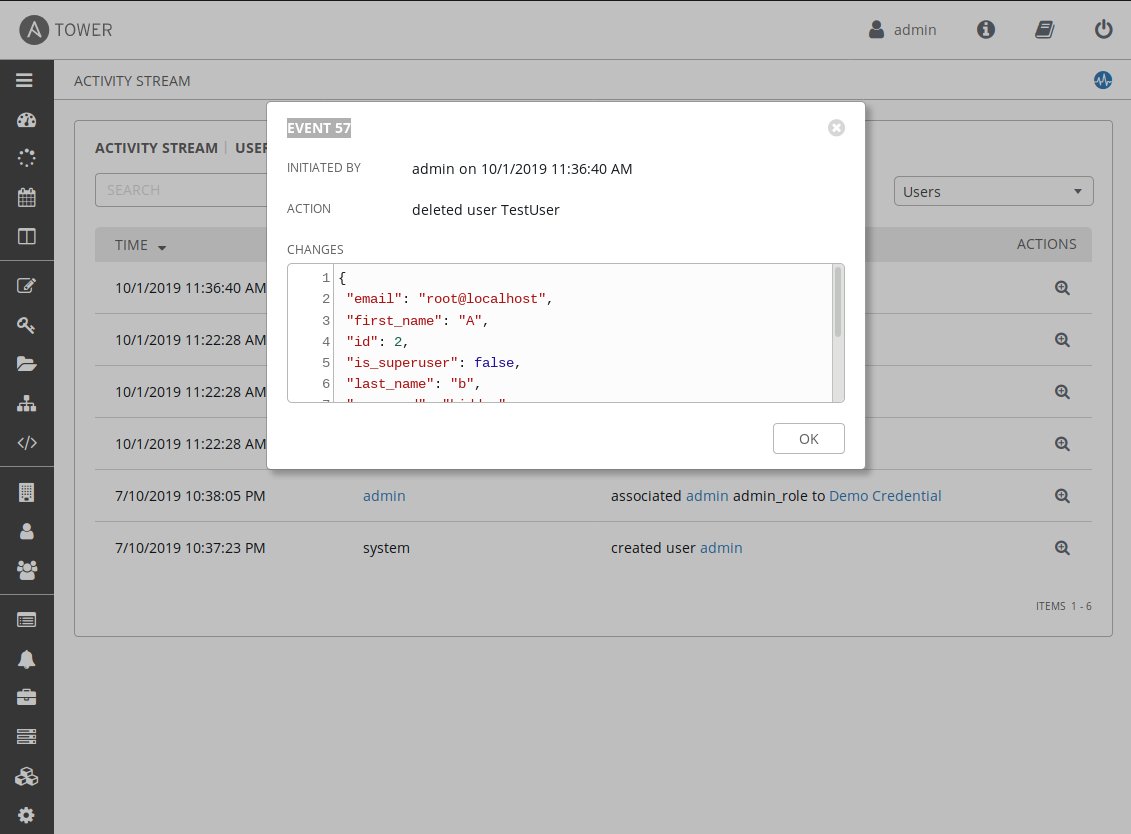 TOWER
admin
ACTIVITY STREAM
ACTIVITY STREAM | USER
SEARCH
Users
TIME
ACTIONS
10/1/2019 11:36:40 AM
10/1/2019 11:22:28 AM
10/1/2019 11:22:28 AM
10/1/2019 11:22:28 AM
7/10/2019 10:38:05 PM admin associated admin admin_role to Demo Credential
7/10/2019 10:37:23 PM system created user admin
ITEMS 1 - 6
EVENT 57
INITIATED BY admin on 10/1/2019 11:36:40 AM
ACTION deleted user TestUser
CHANGES
1 {
2 "email": "root@localhost",
3 "first_name": "A",
4 "id": 2,
5 "is_superuser": false,
6 "last_name": "b",
OK